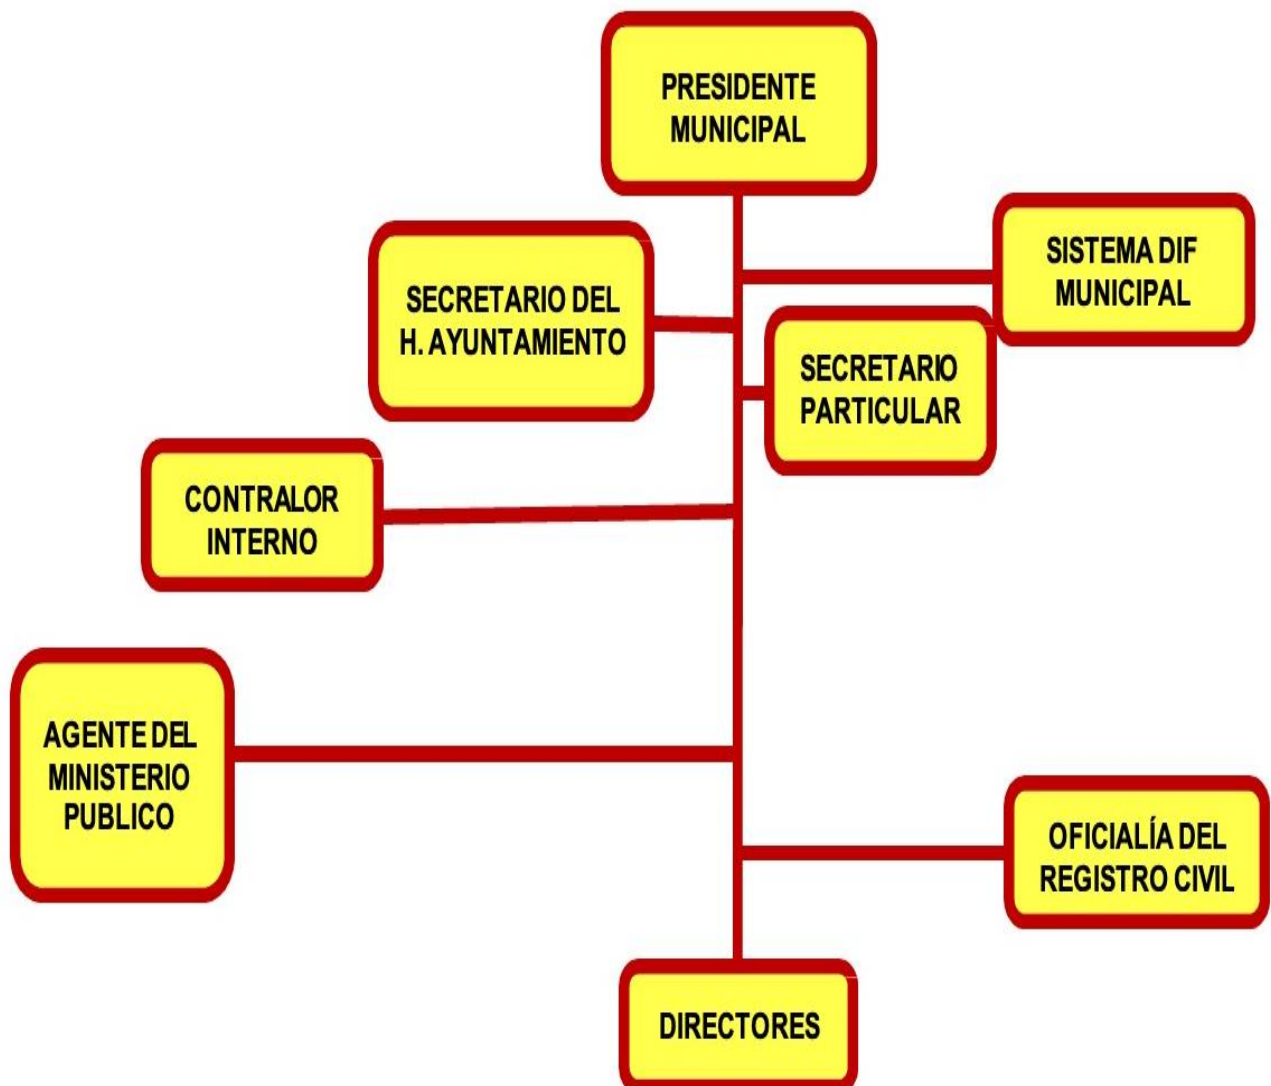 PRESIDENTE
MUNICIPAL
SISTEMA DIF
MUNICIPAL
SECRETARIO DEL
H. AYUNTAMIENTO
SECRETARIO
PARTICULAR
CONTRALOR
INTERNO
AGENTE DEL
MINISTERIO
PUBLICO
OFICIALÍA DEL
REGISTRO CIVIL
DIRECTORES